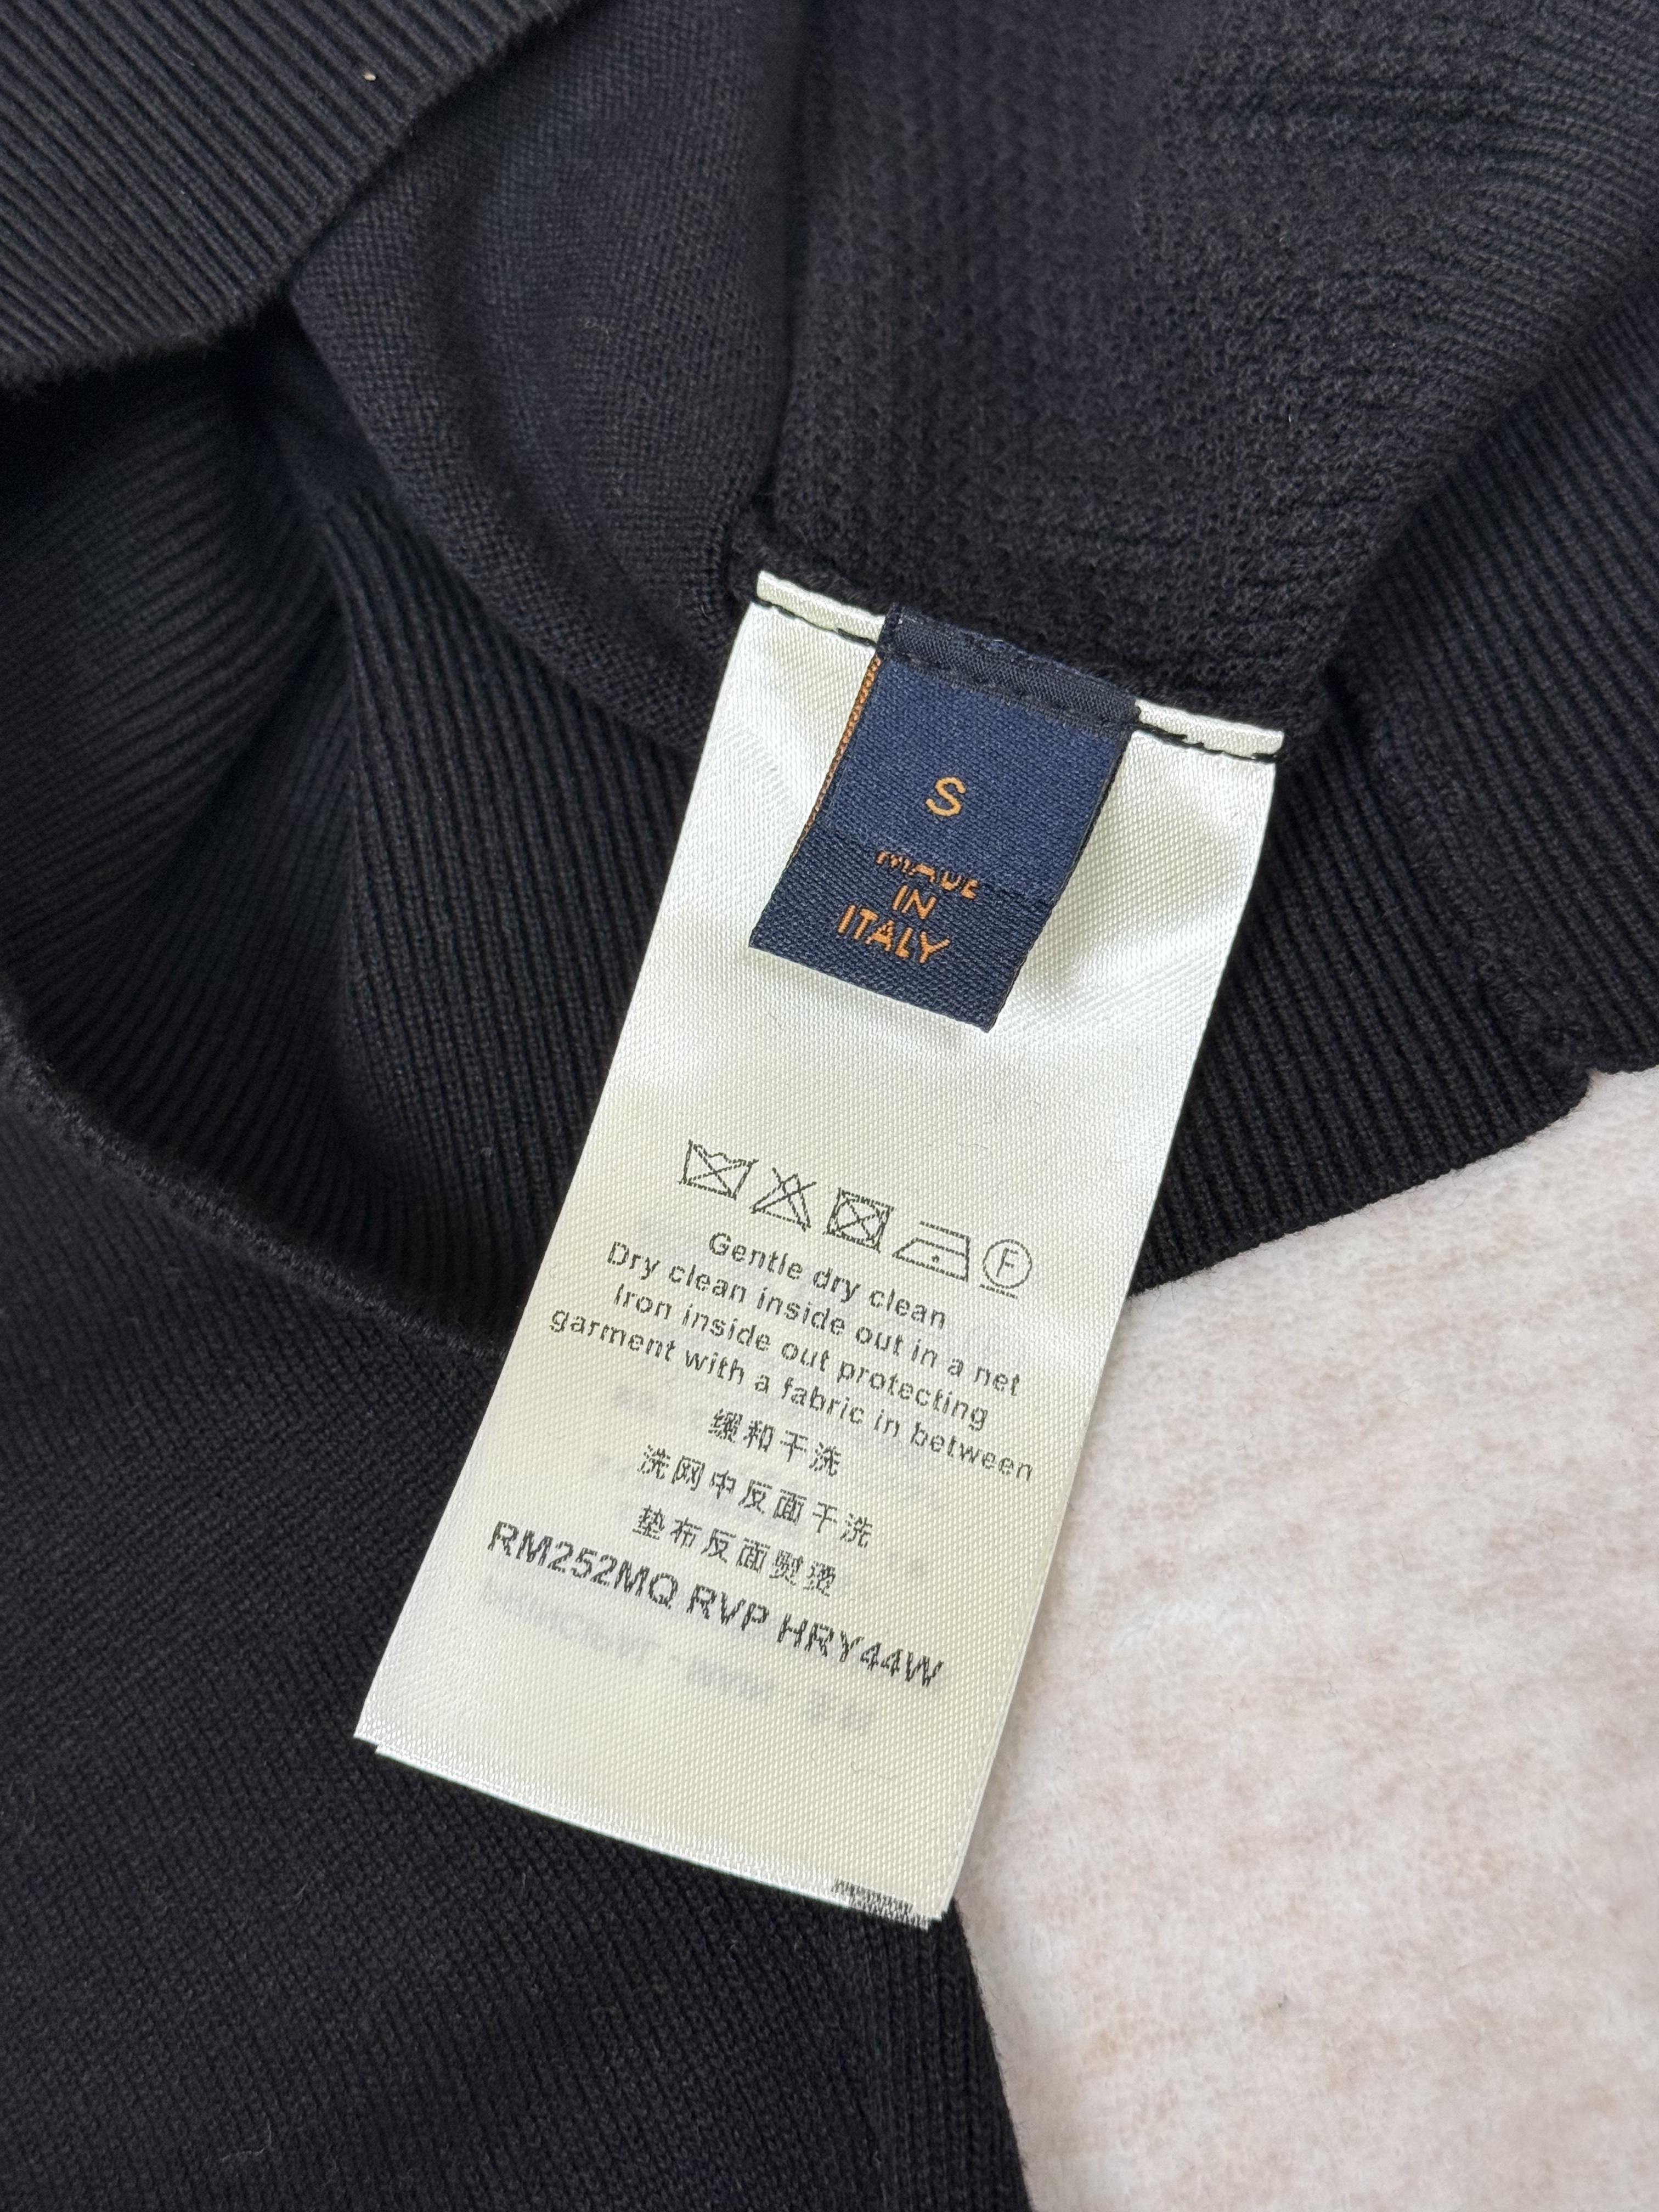 S
MADE
IN
ITALY
F
Gentle dry clean
Dry clean inside out in a net
Iron inside out protecting
garment with a fabric in between
缓和干洗
洗网中反面干洗
垫布反面熨烫
RM252MQ RVP HRY44W